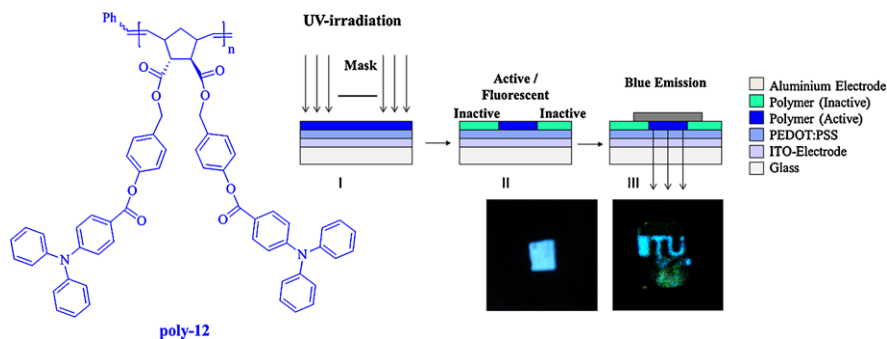 Ph
n
O
O
O
O
O
O
O
O
N
N
poly-12
UV-irradiation
Mask
I
Active /
Fluorescent
Inactive
Inactive
II
Blue Emission
III
TU
Aluminium Electrode
Polymer (Inactive)
Polymer (Active)
PEDOT:PSS
ITO-Electrode
Glass